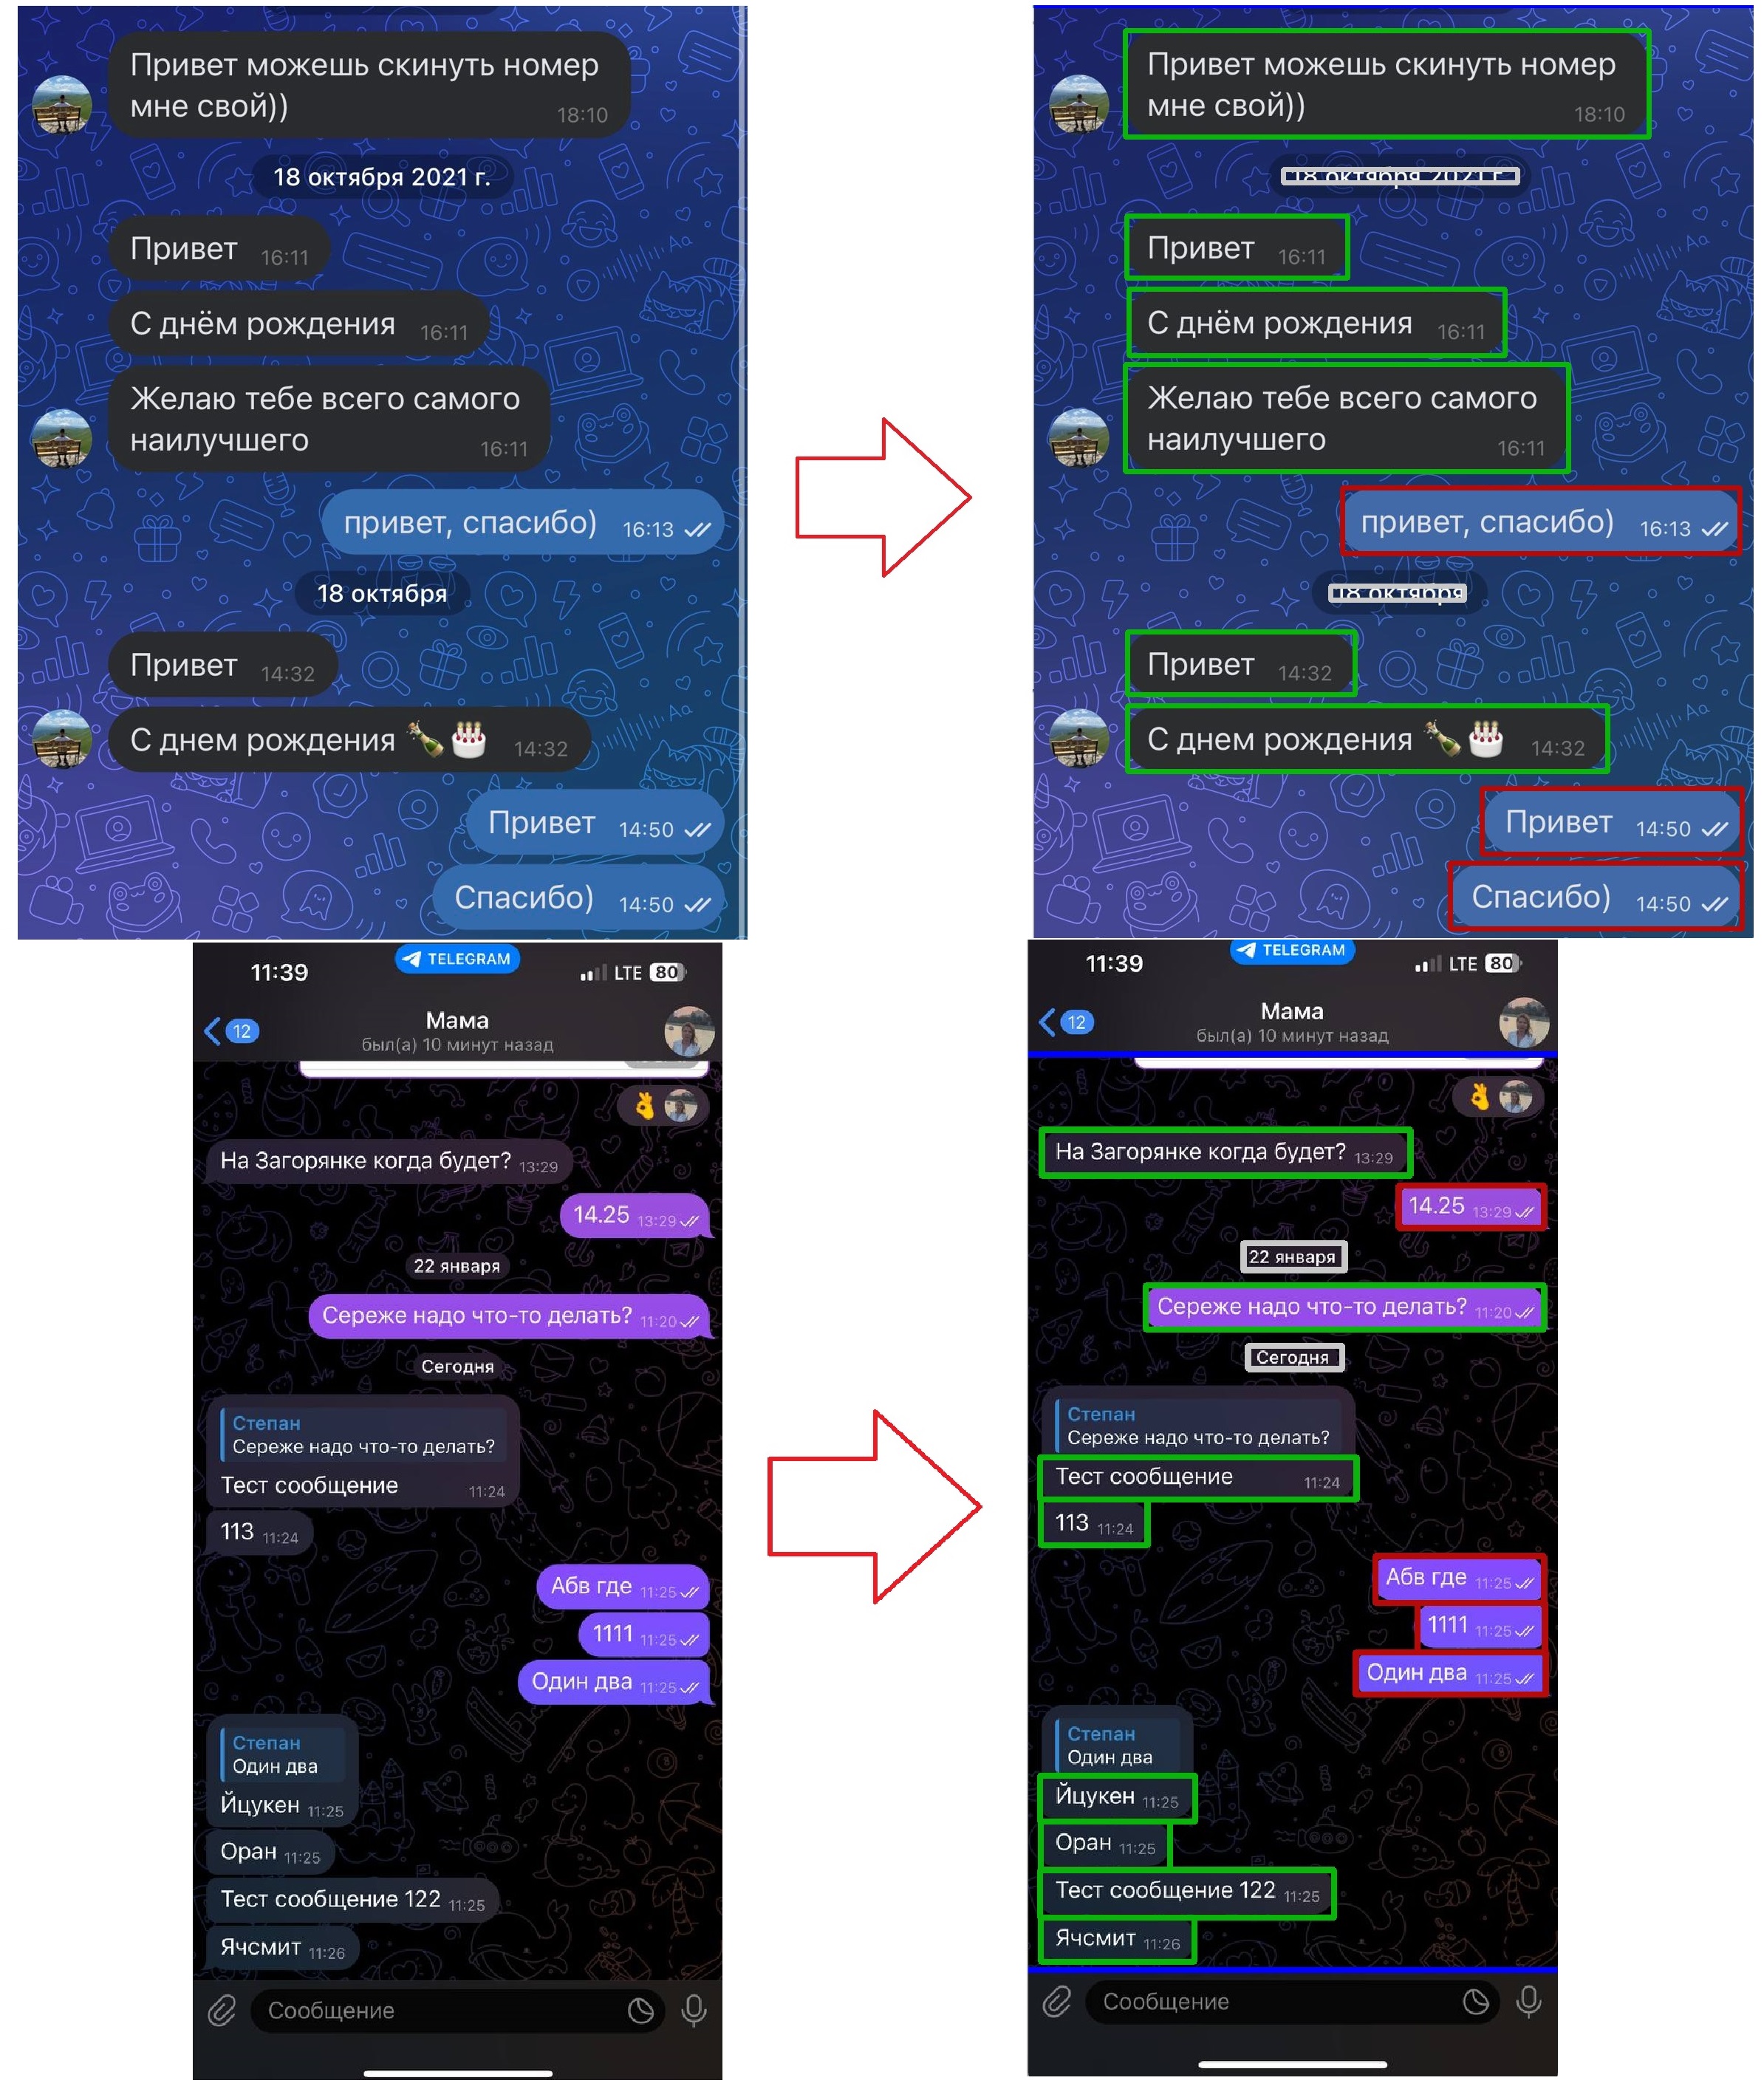 Привет можешь скинуть номер
мне свой))
18:10
18 октября 2021 г.
Привет 16:11
С днём рождения 16:11
Желаю тебе всего самого
наилучшего 16:11
привет, спасибо) 16:13
18 октября
Привет 14:32
С днем рождения 14:32
Привет 14:50
Спасибо) 14:50
Привет можешь скинуть номер
мне свой))
18:10
18 октября 2021 г.
Привет 16:11
С днём рождения 16:11
Желаю тебе всего самого
наилучшего 16:11
привет, спасибо) 16:13
18 октября
Привет 14:32
С днем рождения 14:32
Привет 14:50
Спасибо) 14:50
TELEGRAM
11:39 LTE 80
12 Мама
был(а) 10 минут назад
На Загорянке когда будет? 13:29
14.25 13:29
22 января
Сереже надо что-то делать? 11:20
Сегодня
Степан
Сереже надо что-то делать?
Тест сообщение 11:24
113 11:24
Абв где 11:25
1111 11:25
Один два 11:25
Степан
Один два
Йцукен 11:25
Оран 11:25
Тест сообщение 122 11:25
Ячсмит 11:26
Сообщение
TELEGRAM
11:39 LTE 80
12 Мама
был(а) 10 минут назад
На Загорянке когда будет? 13:29
14.25 13:29
22 января
Сереже надо что-то делать? 11:20
Сегодня
Степан
Сереже надо что-то делать?
Тест сообщение 11:24
113 11:24
Абв где 11:25
1111 11:25
Один два 11:25
Степан
Один два
Йцукен 11:25
Оран 11:25
Тест сообщение 122 11:25
Ячсмит 11:26
Сообщение